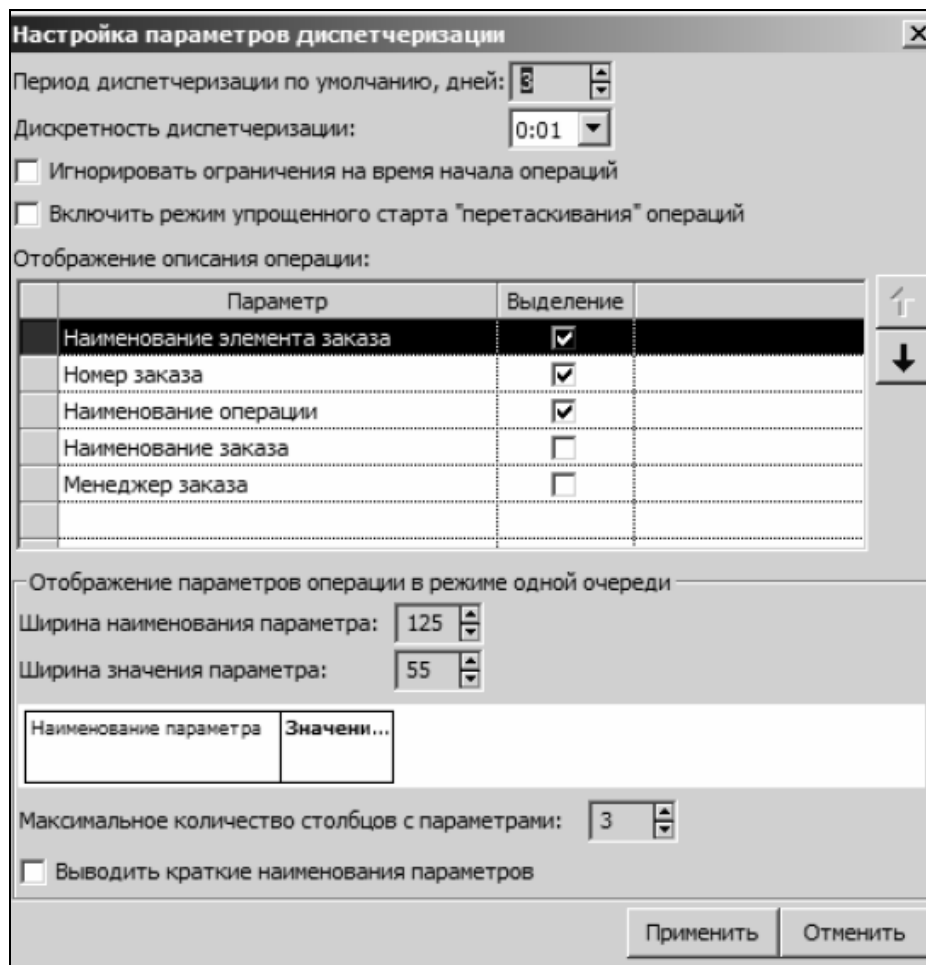 Настройка параметров диспетчеризации
Период диспетчеризации по умолчанию, дней: 3
Дискретность диспетчеризации: 0:01
Игнорировать ограничения на время начала операций
Включить режим упрощенного старта "перетаскивания" операций
Отображение описания операции:
Параметр Выделение
Наименование элемента заказа
Номер заказа
Наименование операции
Наименование заказа
Менеджер заказа
Отображение параметров операции в режиме одной очереди
Ширина наименования параметра: 125
Ширина значения параметра: 55
Наименование параметра Значени...
Максимальное количество столбцов с параметрами: 3
Выводить краткие наименования параметров
Применить Отменить